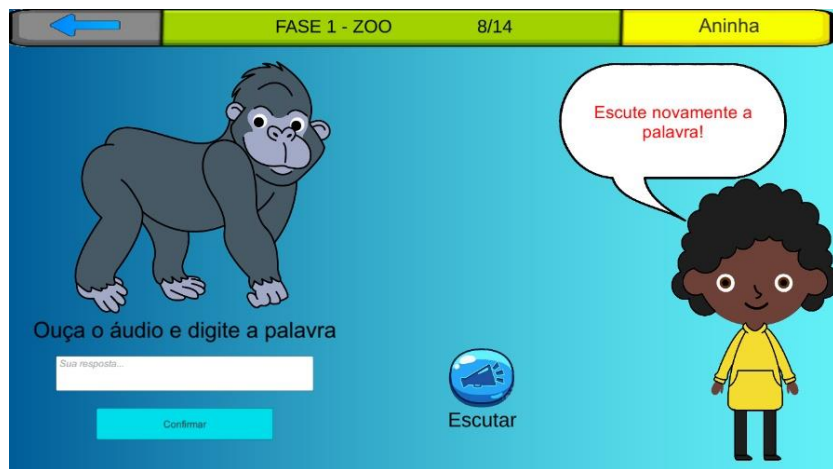 FASE 1 - ZOO 8/14 Aninha
Escute novamente a
palavra!
Ouça o áudio e digite a palavra
Sua resposta...
Confirmar
Escutar